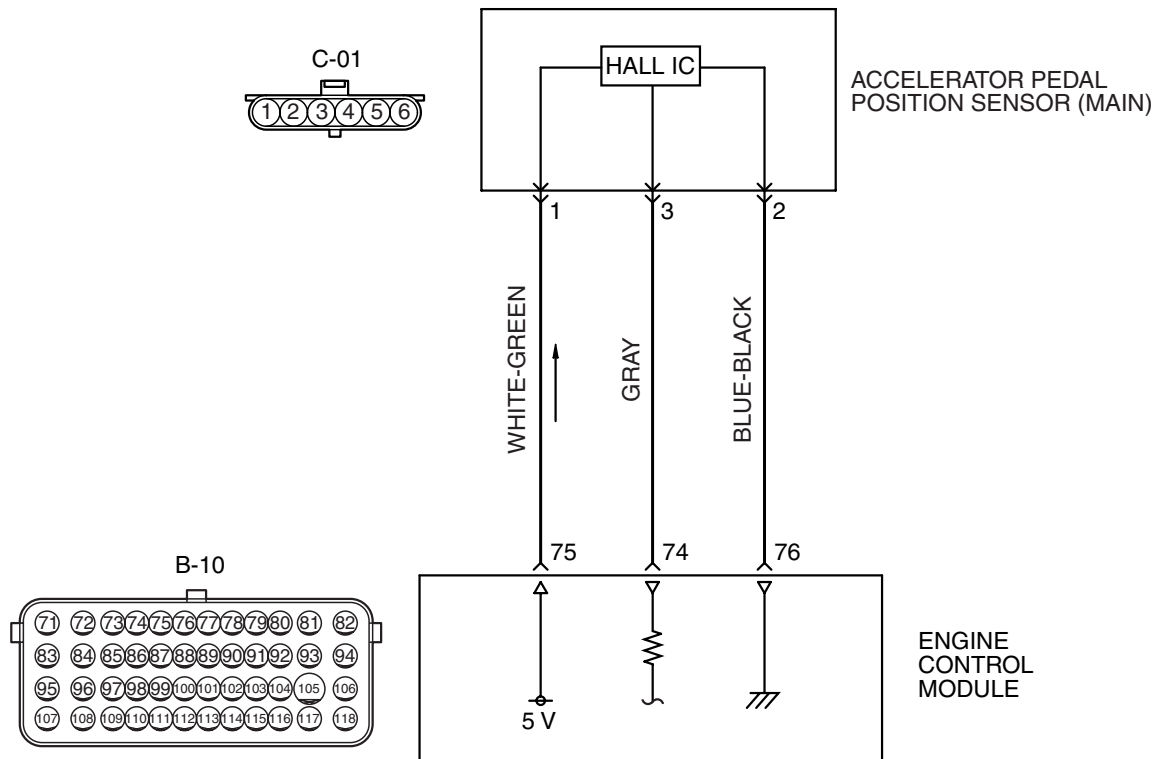 C-01
1 2 3 4 5 6
HALL IC
ACCELERATOR PEDAL
POSITION SENSOR (MAIN)
1 3 2
WHITE-GREEN
GRAY
BLUE-BLACK
75 74 76
B-10
71 72 73 74 75 76 77 78 79 80 81 82
83 84 85 86 87 88 89 90 91 92 93 94
95 96 97 98 99 100 101 102 103 104 105 106
107 108 109 110 111 112 113 114 115 116 117 118
5 V
ENGINE
CONTROL
MODULE